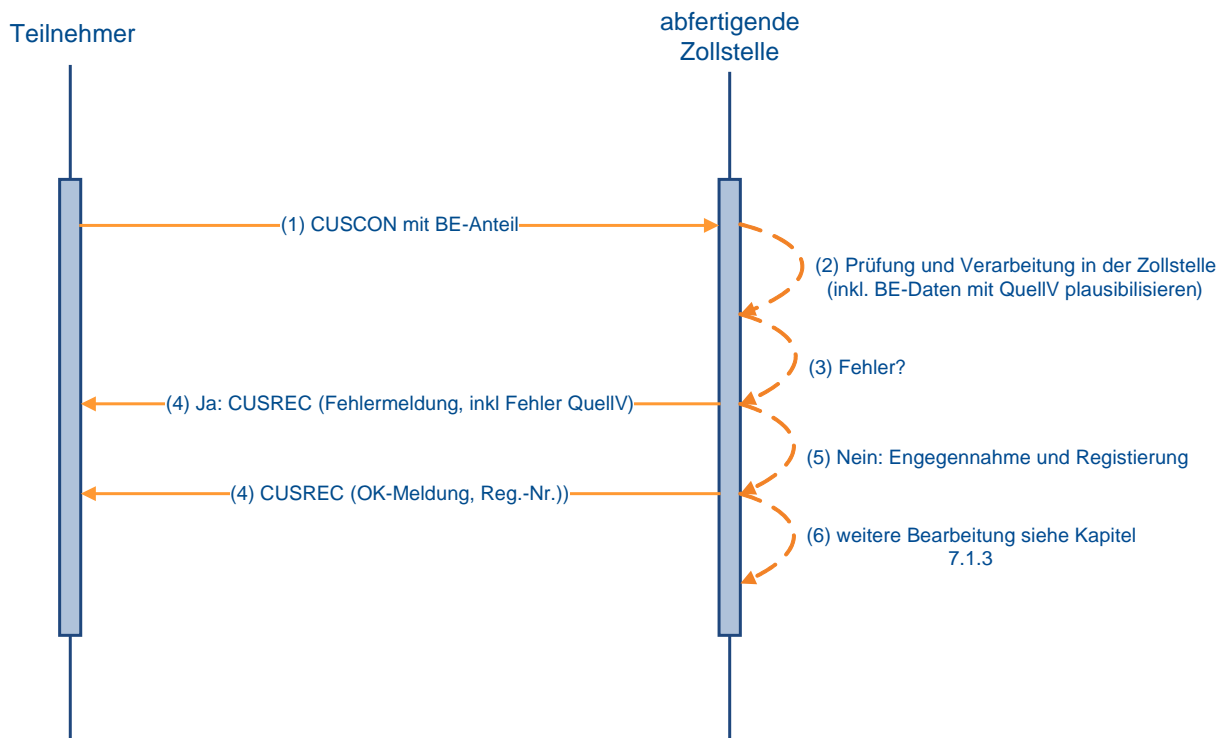 Teilnehmer
abfertigende
Zollstelle
(1) CUSCON mit BE-Anteil
(2) Prüfung und Verarbeitung in der Zollstelle
(inkl. BE-Daten mit QuellV plausibilisieren)
(3) Fehler?
(4) Ja: CUSREC (Fehlermeldung, inkl Fehler QuellV)
(5) Nein: Engegennahme und Registierung
(4) CUSREC (OK-Meldung, Reg.-Nr.))
(6) weitere Bearbeitung siehe Kapitel
7.1.3